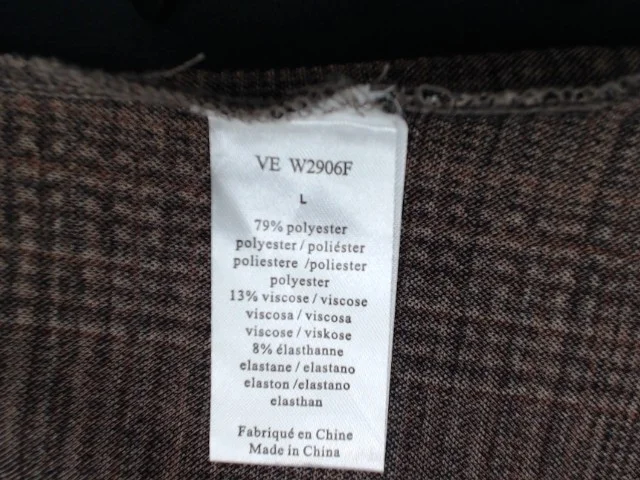 VE W2906F
L
79% polyester
polyester / poliéster
poliestere /poliester
polyester
13% viscose / viscose
viscosa / viscosa
viscose / viskose
8% élasthanne
elastane / elastano
elaston /elastano
elasthan
Fabriqué en Chine
Made in China